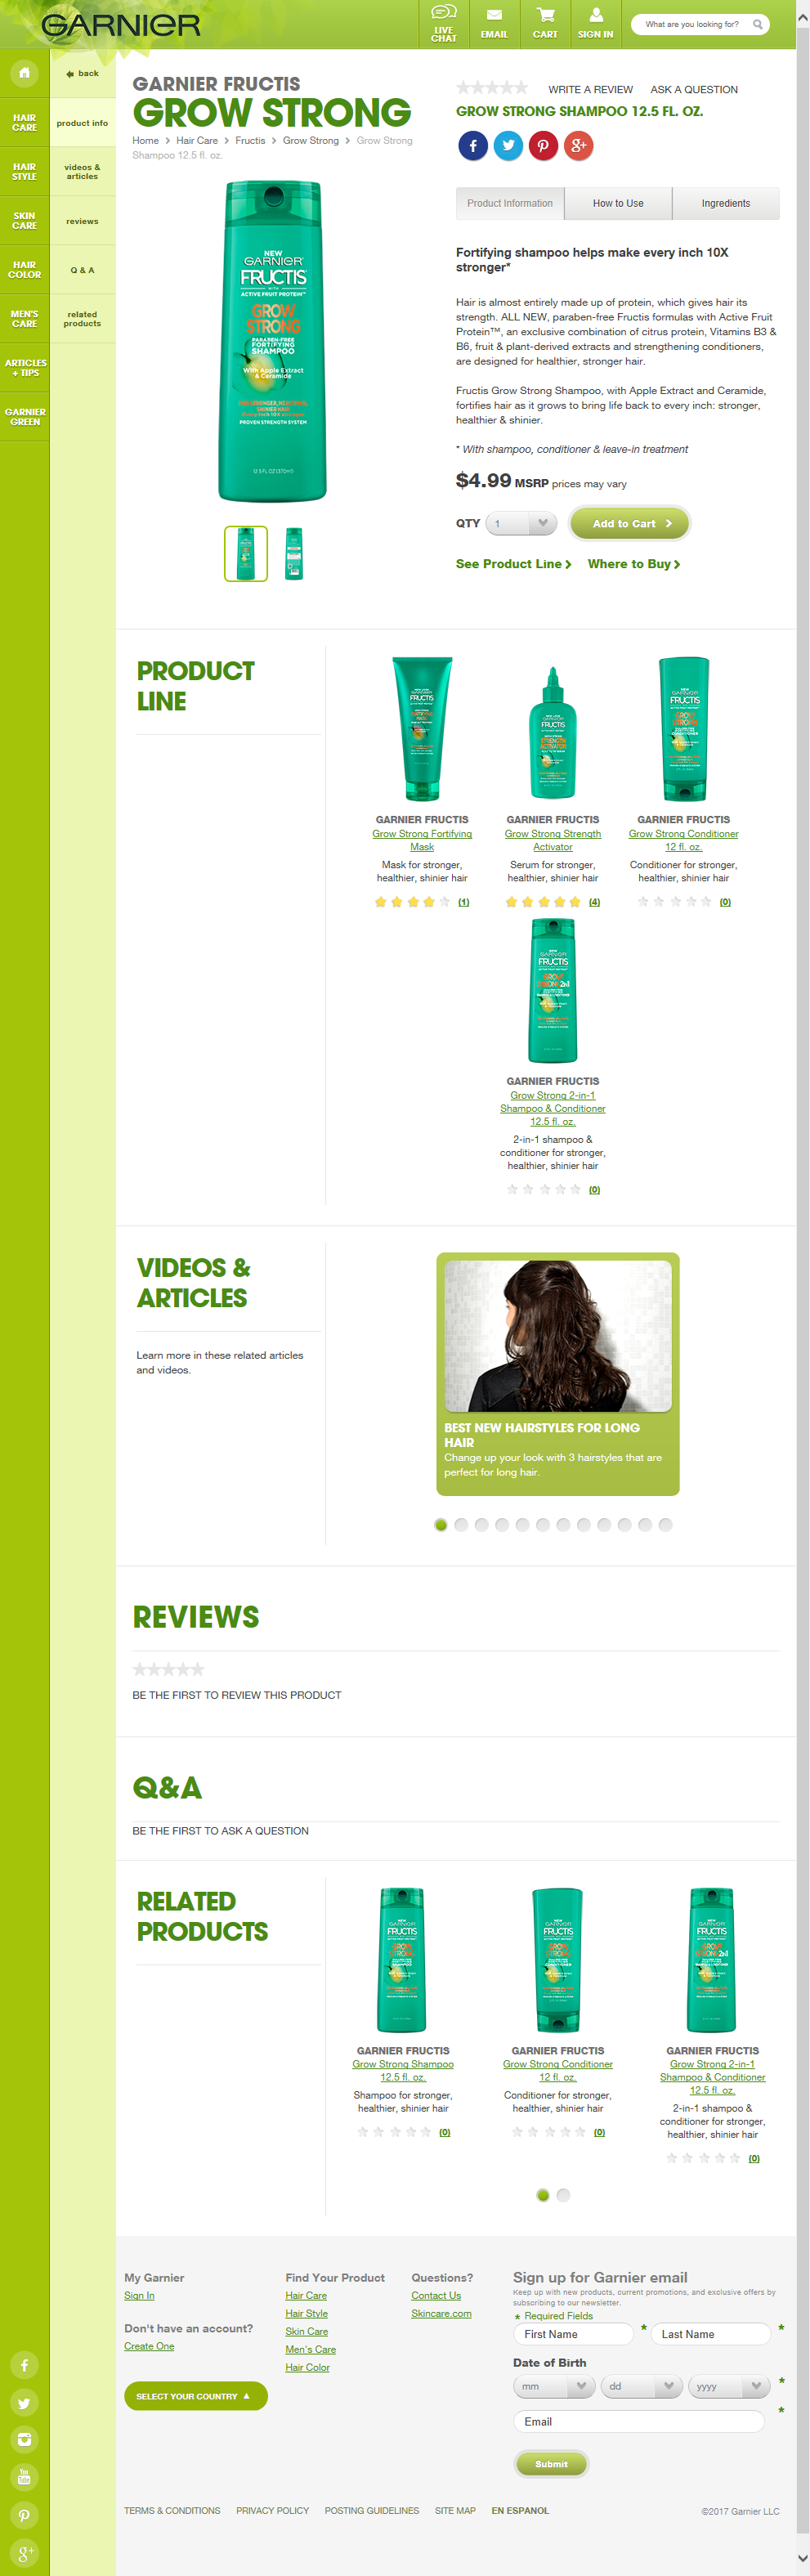 GARNIER
LIVE CHAT
EMAIL
CART
SIGN IN
What are you looking for?
back
product info
videos & articles
reviews
Q & A
related products
HAIR CARE
HAIR STYLE
SKIN CARE
HAIR COLOR
MEN'S CARE
ARTICLES + TIPS
GARNIER GREEN
GARNIER FRUCTIS
GROW STRONG
Home > Hair Care > Fructis > Grow Strong > Grow Strong
Shampoo 12.5 fl. oz.
NEW
GARNIER
FRUCTIS
WITH
ACTIVE FRUIT PROTEIN™
GROW
STRONG
PARABEN-FREE
FORTIFYING
SHAMPOO
With Apple Extract
& Ceramide
PROVEN STRENGTH SYSTEM
12.5 FL OZ (370ml)
WRITE A REVIEW
ASK A QUESTION
GROW STRONG SHAMPOO 12.5 FL. OZ.
Product Information
How to Use
Ingredients
Fortifying shampoo helps make every inch 10X
stronger*
Hair is almost entirely made up of protein, which gives hair its
strength. ALL NEW, paraben-free Fructis formulas with Active Fruit
Protein™, an exclusive combination of citrus protein, Vitamins B3 &
B6, fruit & plant-derived extracts and strengthening conditioners,
are designed for healthier, stronger hair.
Fructis Grow Strong Shampoo, with Apple Extract and Ceramide,
fortifies hair as it grows to bring life back to every inch: stronger,
healthier & shinier.
* With shampoo, conditioner & leave-in treatment
$4.99 MSRP prices may vary
QTY 1
Add to Cart >
See Product Line >
Where to Buy >
PRODUCT
LINE
GARNIER FRUCTIS
Grow Strong Fortifying
Mask
Mask for stronger,
healthier, shinier hair
(1)
GARNIER FRUCTIS
Grow Strong Strength
Activator
Serum for stronger,
healthier, shinier hair
(4)
GARNIER FRUCTIS
Grow Strong Conditioner
12 fl. oz.
Conditioner for stronger,
healthier, shinier hair
(0)
GARNIER FRUCTIS
Grow Strong 2-in-1
Shampoo & Conditioner
12.5 fl. oz.
2-in-1 shampoo &
conditioner for stronger,
healthier, shinier hair
(0)
VIDEOS &
ARTICLES
Learn more in these related articles
and videos.
BEST NEW HAIRSTYLES FOR LONG
HAIR
Change up your look with 3 hairstyles that are
perfect for long hair.
REVIEWS
BE THE FIRST TO REVIEW THIS PRODUCT
Q&A
BE THE FIRST TO ASK A QUESTION
RELATED
PRODUCTS
GARNIER FRUCTIS
Grow Strong Shampoo
12.5 fl. oz.
Shampoo for stronger,
healthier, shinier hair
(0)
GARNIER FRUCTIS
Grow Strong Conditioner
12 fl. oz.
Conditioner for stronger,
healthier, shinier hair
(0)
GARNIER FRUCTIS
Grow Strong 2-in-1
Shampoo & Conditioner
12.5 fl. oz.
2-in-1 shampoo &
conditioner for stronger,
healthier, shinier hair
(0)
My Garnier
Sign In
Don't have an account?
Create One
SELECT YOUR COUNTRY ▲
Find Your Product
Hair Care
Hair Style
Skin Care
Men's Care
Hair Color
Questions?
Contact Us
Skincare.com
Sign up for Garnier email
Keep up with new products, current promotions, and exclusive offers by
subscribing to our newsletter.
* Required Fields
First Name *
Last Name *
Date of Birth
mm
dd
yyyy *
Email *
Submit
TERMS & CONDITIONS
PRIVACY POLICY
POSTING GUIDELINES
SITE MAP
EN ESPANOL
©2017 Garnier LLC